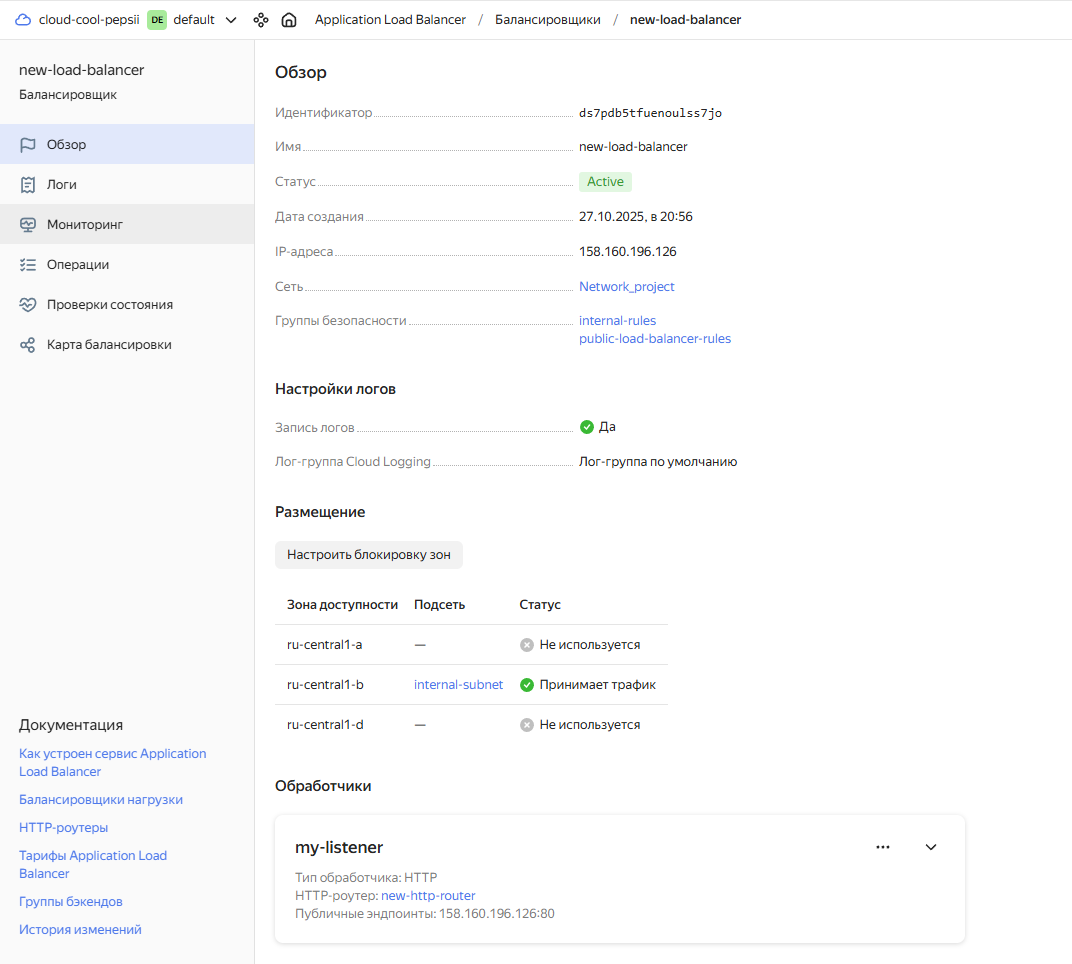 cloud-cool-pepsii DE default Application Load Balancer / Балансировщики / new-load-balancer
new-load-balancer
Балансировщик
Обзор
Логи
Мониторинг
Операции
Проверки состояния
Карта балансировки
Документация
Как устроен сервис Application
Load Balancer
Балансировщики нагрузки
HTTP-роутеры
Тарифы Application Load
Balancer
Группы бэкендов
История изменений
Обзор
Идентификатор ds7pdb5tfuenoulss7jo
Имя new-load-balancer
Статус Active
Дата создания 27.10.2025, в 20:56
IP-адреса 158.160.196.126
Сеть Network_project
Группы безопасности internal-rules
public-load-balancer-rules
Настройки логов
Запись логов Да
Лог-группа Cloud Logging Лог-группа по умолчанию
Размещение
Настроить блокировку зон
Зона доступности Подсеть Статус
ru-central1-a — Не используется
ru-central1-b internal-subnet Принимает трафик
ru-central1-d — Не используется
Обработчики
my-listener
Тип обработчика: HTTP
HTTP-роутер: new-http-router
Публичные эндпоинты: 158.160.196.126:80